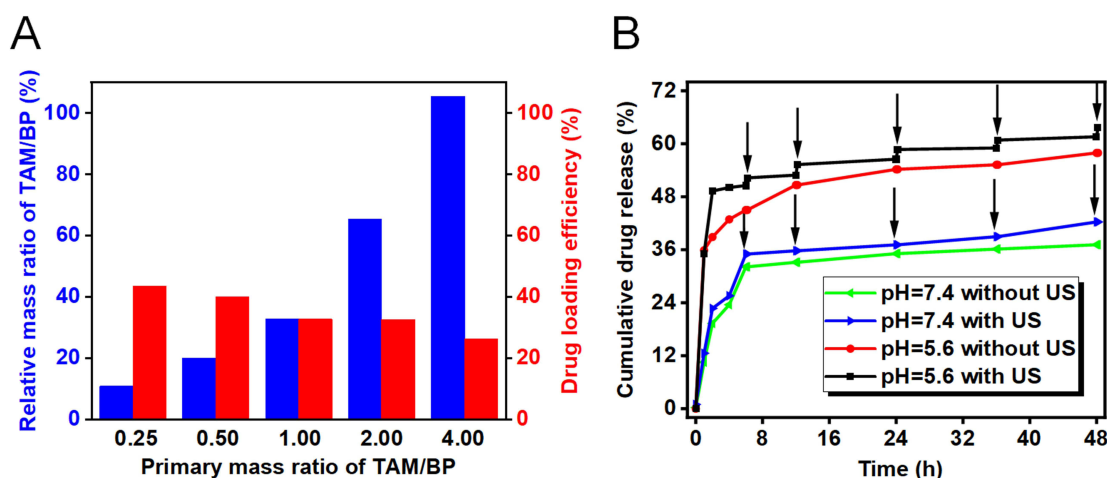 A
Relative mass ratio of TAM/BP (%)
100
80
60
40
20
0
100
80
60
40
20
0
Drug loading efficiency (%)
0.25 0.50 1.00 2.00 4.00
Primary mass ratio of TAM/BP
B
Cumulative drug release (%)
72
60
48
36
24
12
0
pH=7.4 without US
pH=7.4 with US
pH=5.6 without US
pH=5.6 with US
0 8 16 24 32 40 48
Time (h)